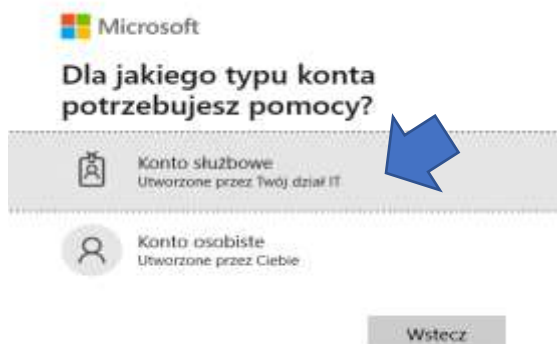 Microsoft
Dla jakiego typu konta
potrzebujesz pomocy?
Konto służbowe
Utworzone przez Twój dział IT
Konto osobiste
Utworzone przez Ciebie
Wstecz